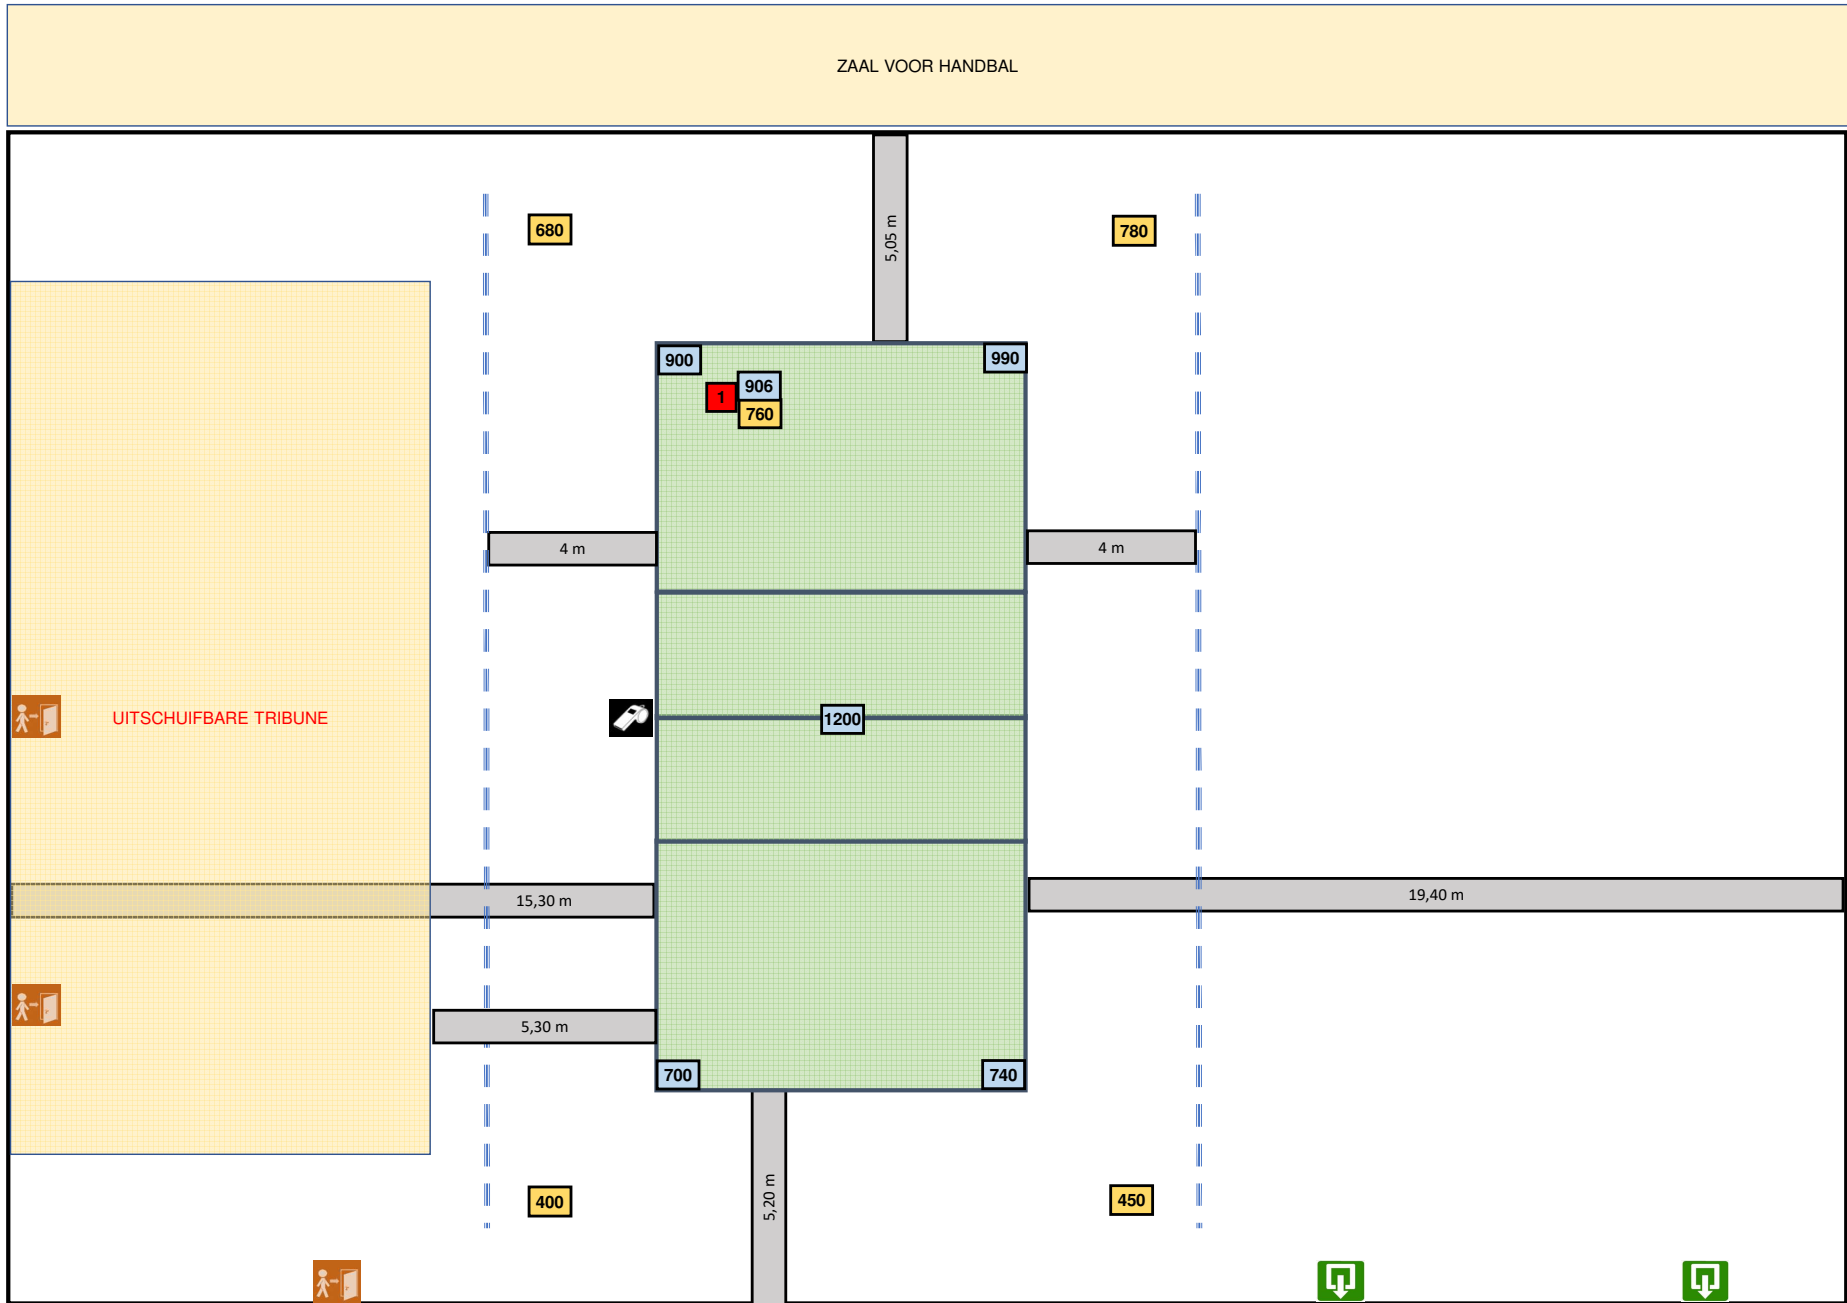 ZAAL VOOR HANDBAL
680
5,05 m
780
900
990
1
906
760
4 m
4 m
UITSCHUIFBARE TRIBUNE
1200
15,30 m
19,40 m
5,30 m
700
740
400
5,20 m
450